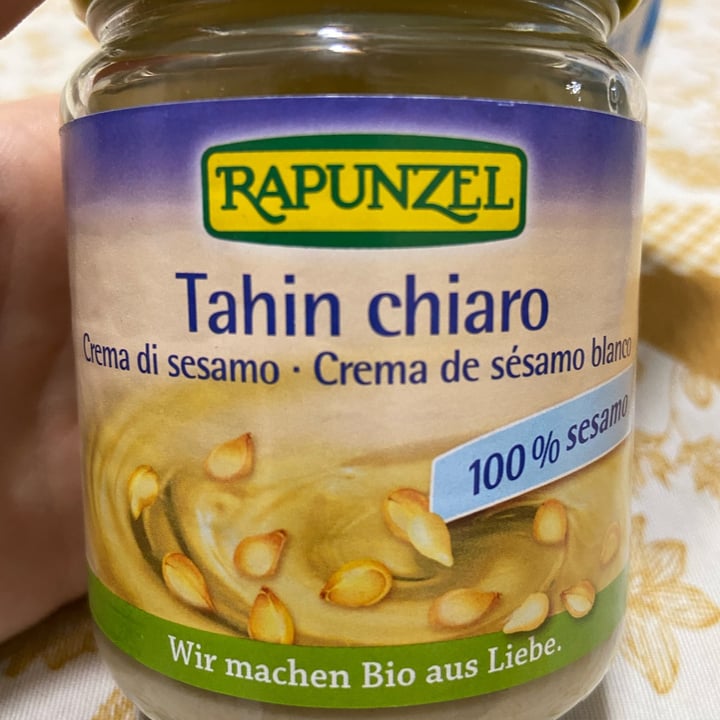 RAPUNZEL
Tahin chiaro
Crema di sesamo · Crema de sésamo blanco
100% sesamo
Wir machen Bio aus Liebe.